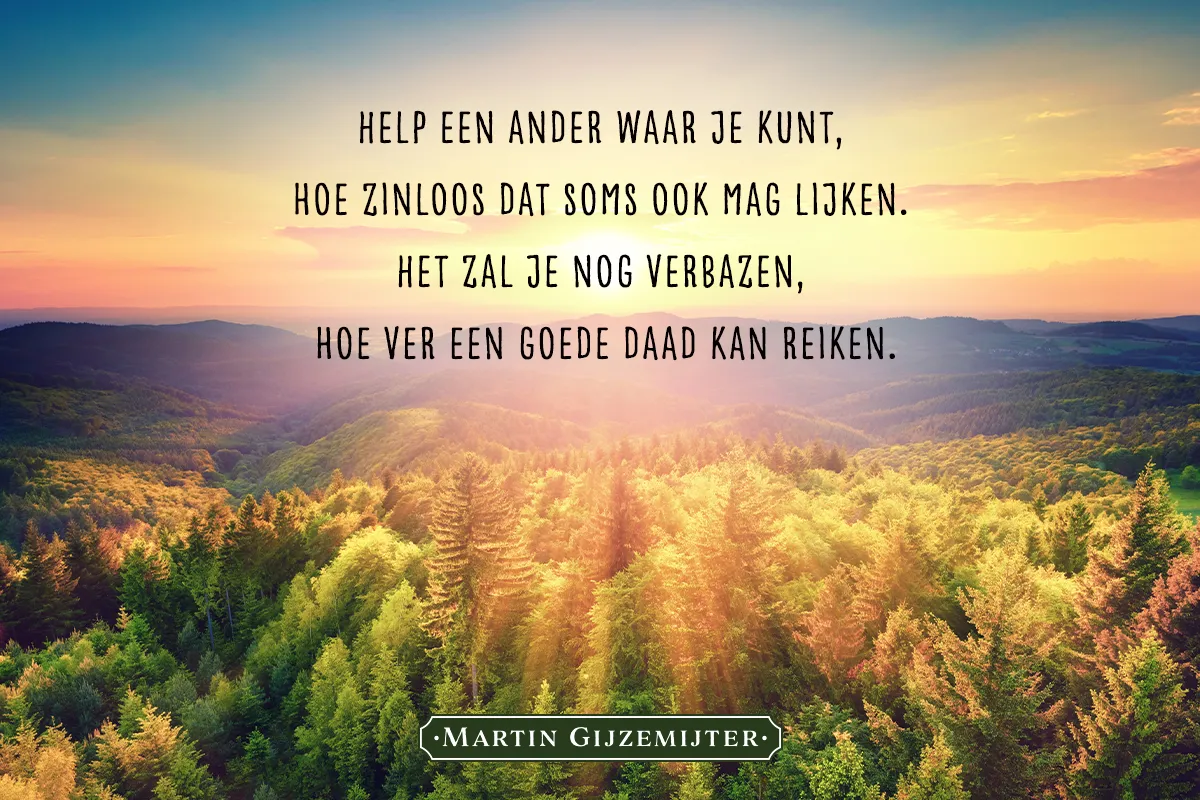 HELP EEN ANDER WAAR JE KUNT,
HOE ZINLOOS DAT SOMS OOK MAG LIJKEN.
HET ZAL JE NOG VERBAZEN,
HOE VER EEN GOEDE DAAD KAN REIKEN.
·MARTIN GIJZEMIJTER·